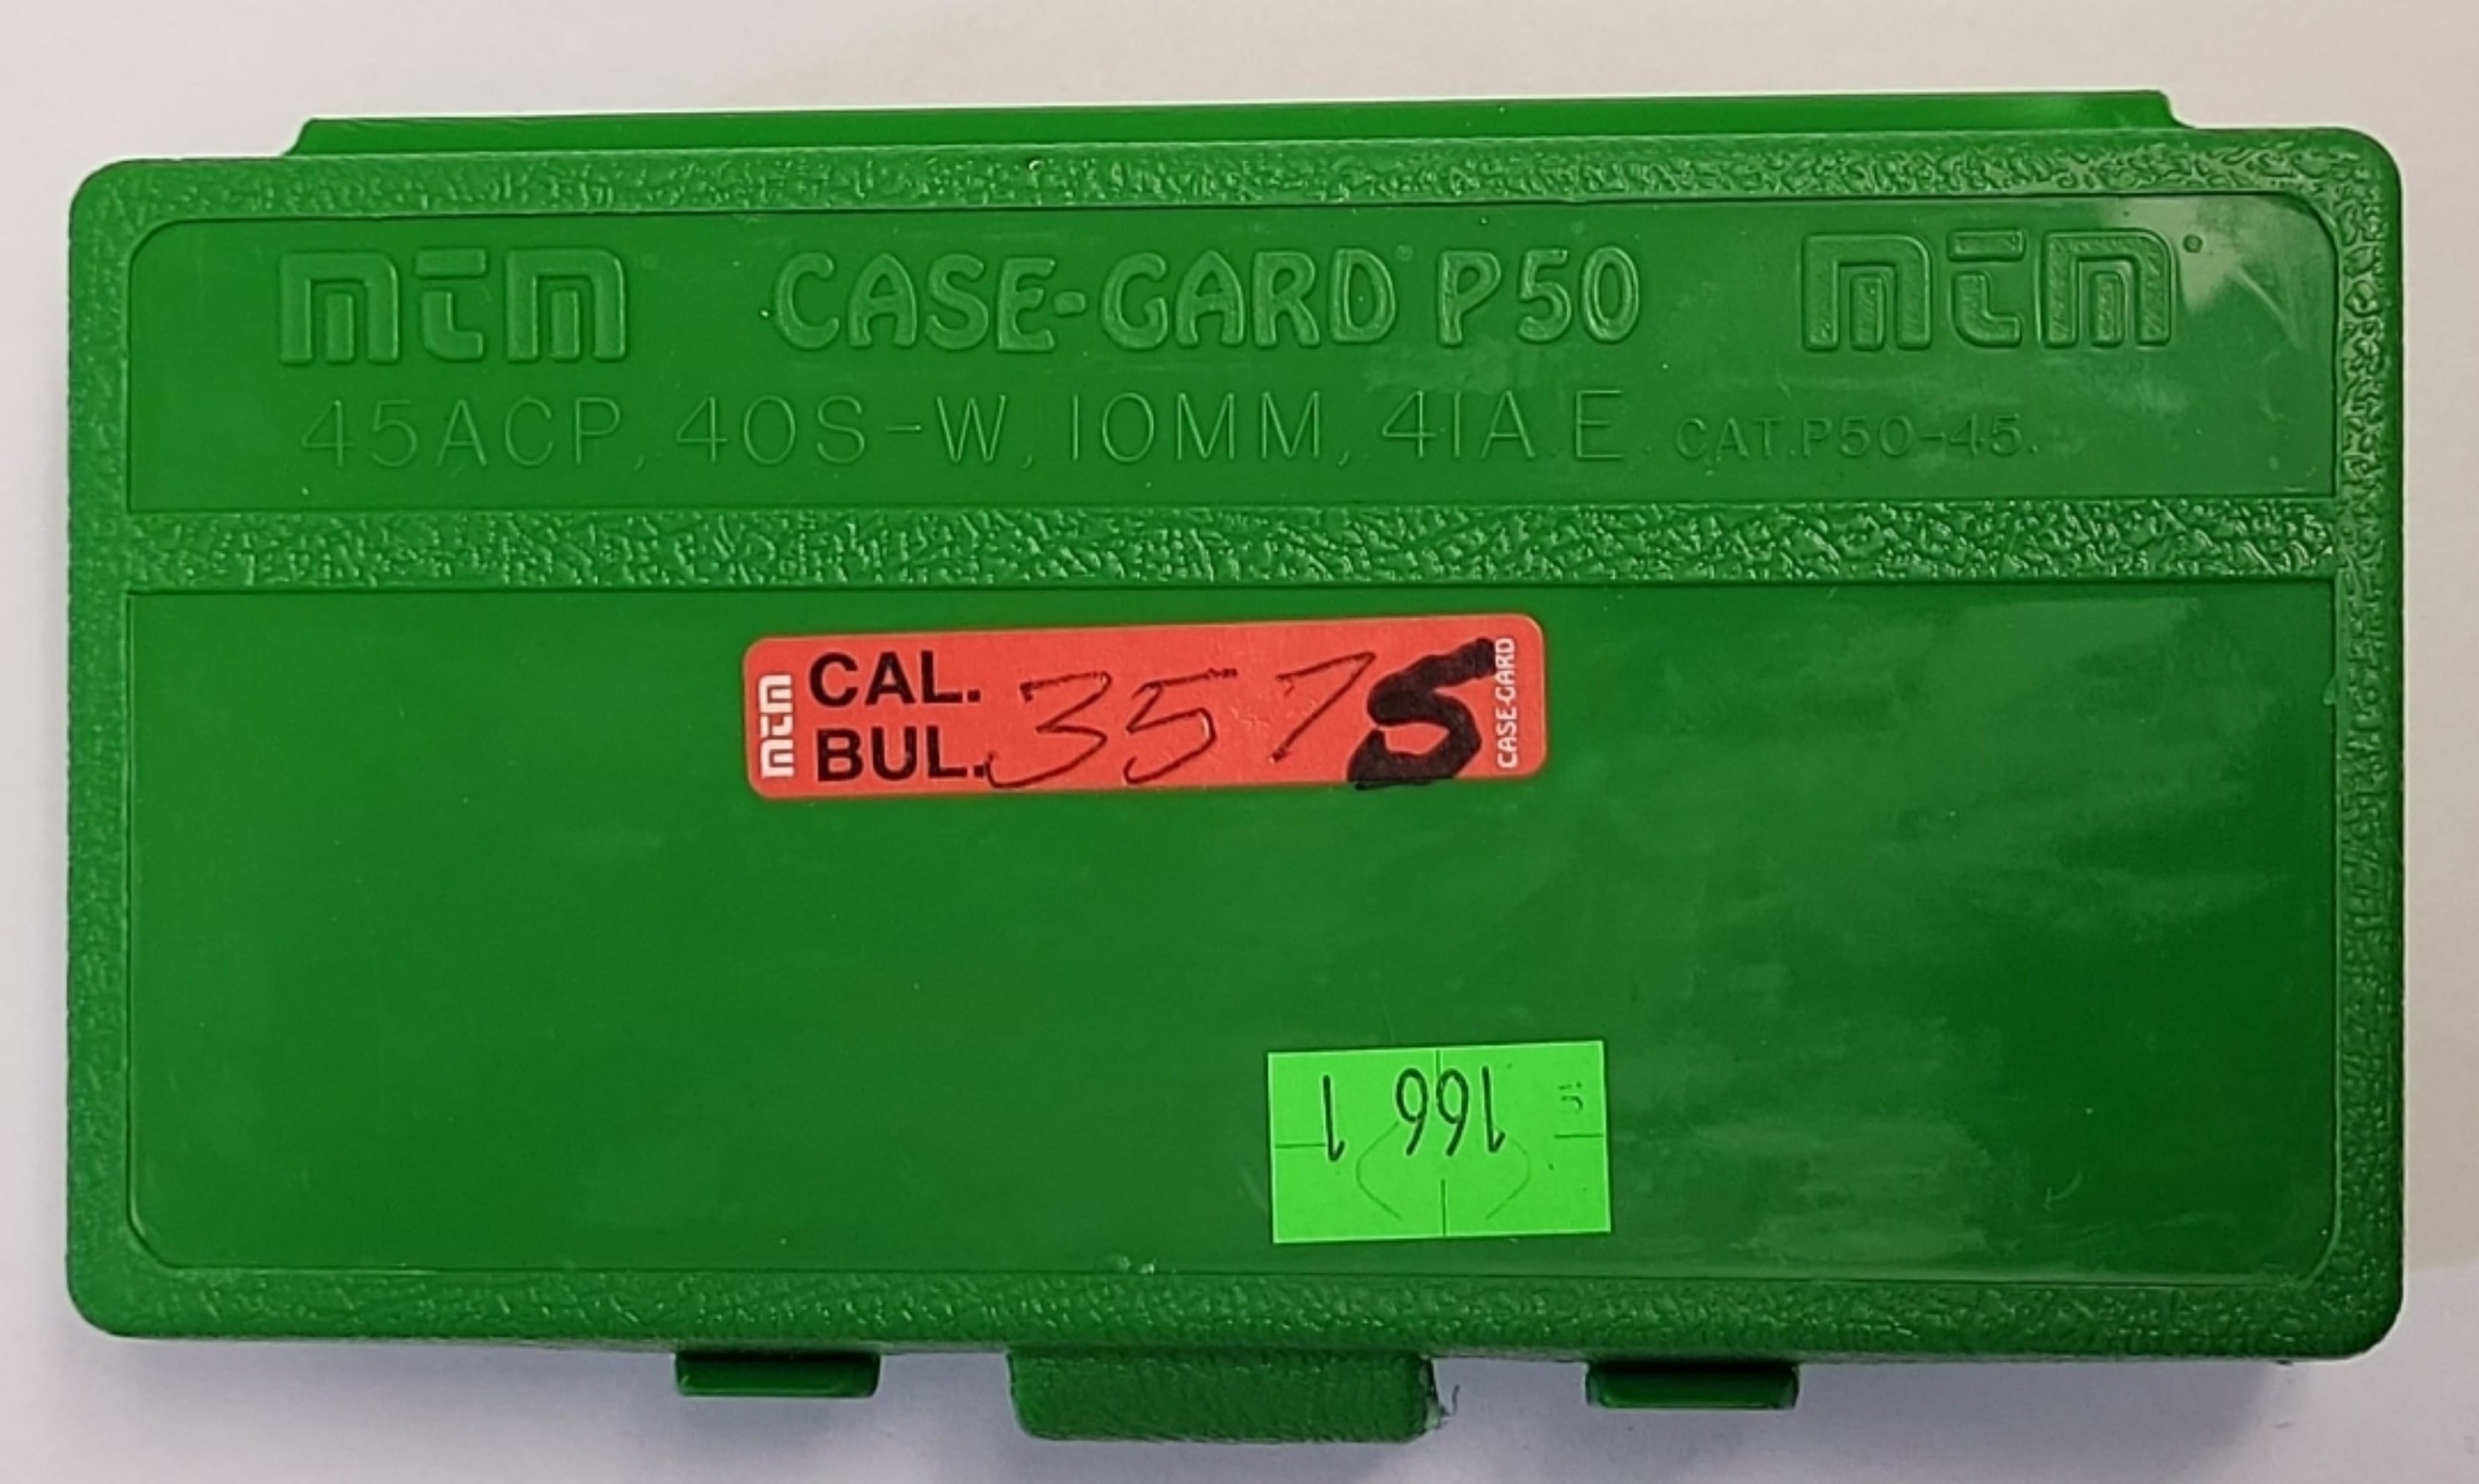 mtm CASE-GARD P50 mtm
45ACP, 40S-W, 10MM, 41A.E. CAT.P50-45.
mtm
CAL.
BUL. 357 S
CASE-GARD
166 1